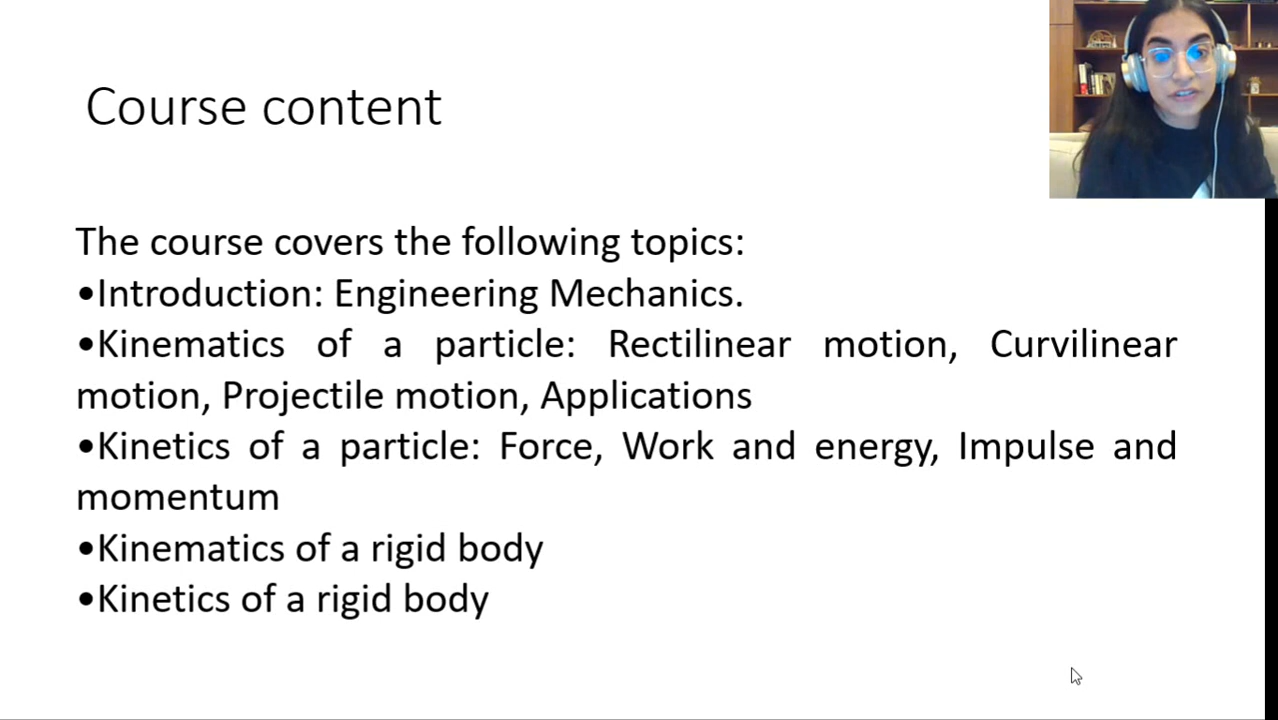 Course content
The course covers the following topics:
•Introduction: Engineering Mechanics.
•Kinematics of a particle: Rectilinear motion, Curvilinear
motion, Projectile motion, Applications
•Kinetics of a particle: Force, Work and energy, Impulse and
momentum
•Kinematics of a rigid body
•Kinetics of a rigid body